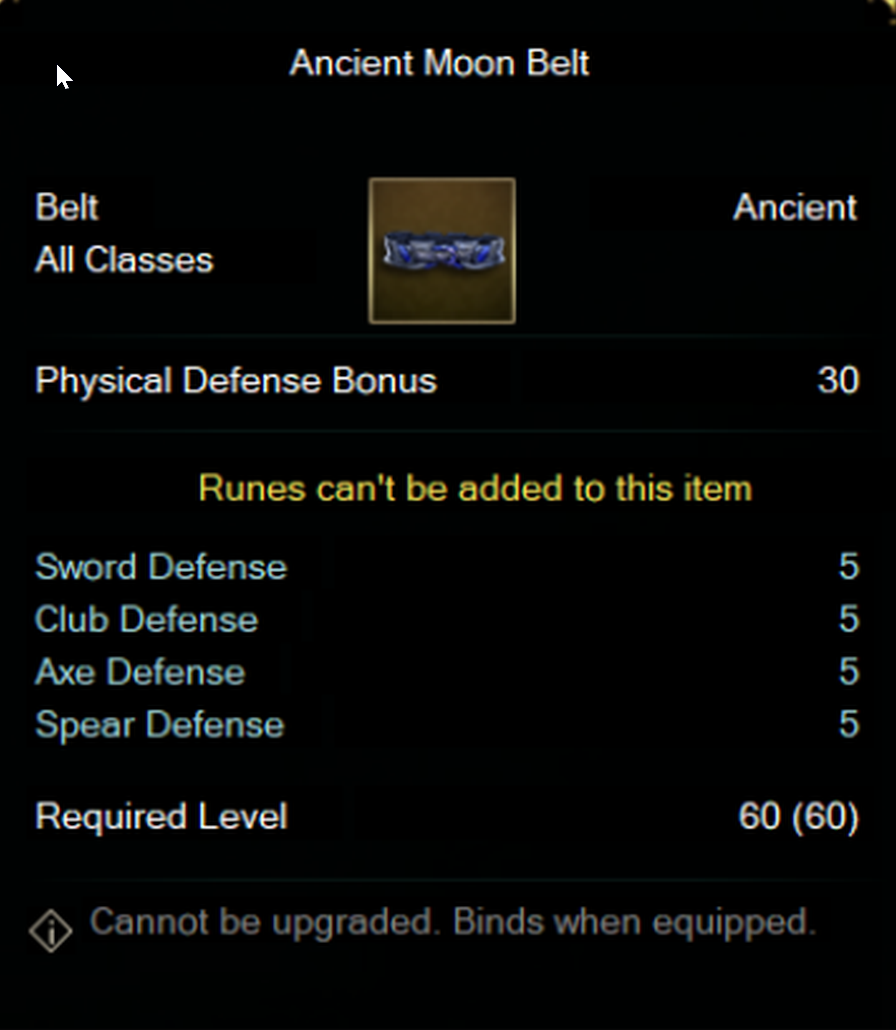 Ancient Moon Belt
Belt
Ancient
All Classes
Physical Defense Bonus 30
Runes can't be added to this item
Sword Defense 5
Club Defense 5
Axe Defense 5
Spear Defense 5
Required Level 60 (60)
Cannot be upgraded. Binds when equipped.